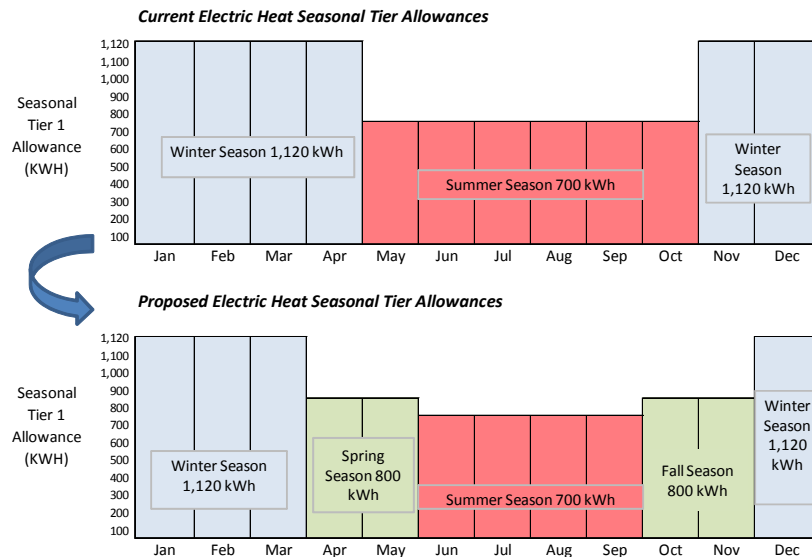 Current Electric Heat Seasonal Tier Allowances
1,120
1,100
1,000
900
800
700
600
500
400
300
200
100
Seasonal
Tier 1
Allowance
(KWH)
Winter Season 1,120 kWh
Summer Season 700 kWh
Winter
Season
1,120 kWh
Jan Feb Mar Apr May Jun Jul Aug Sep Oct Nov Dec
Proposed Electric Heat Seasonal Tier Allowances
1,120
1,100
1,000
900
800
700
600
500
400
300
200
100
Seasonal
Tier 1
Allowance
(KWH)
Winter Season
1,120 kWh
Spring
Season 800
kWh
Summer Season 700 kWh
Fall Season
800 kWh
Winter
Season
1,120
kWh
Jan Feb Mar Apr May Jun Jul Aug Sep Oct Nov Dec